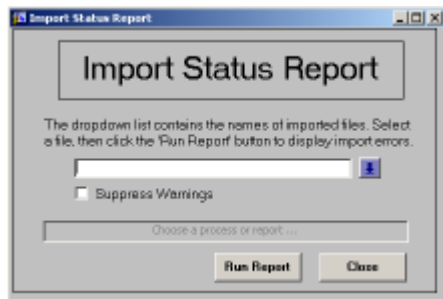 Import Status Report
Import Status Report
The dropdown list contains the names of imported files. Select
a file, then click the 'Run Report' button to display import errors.
Suppress Warnings
Choose a process or report ...
Run Report
Close